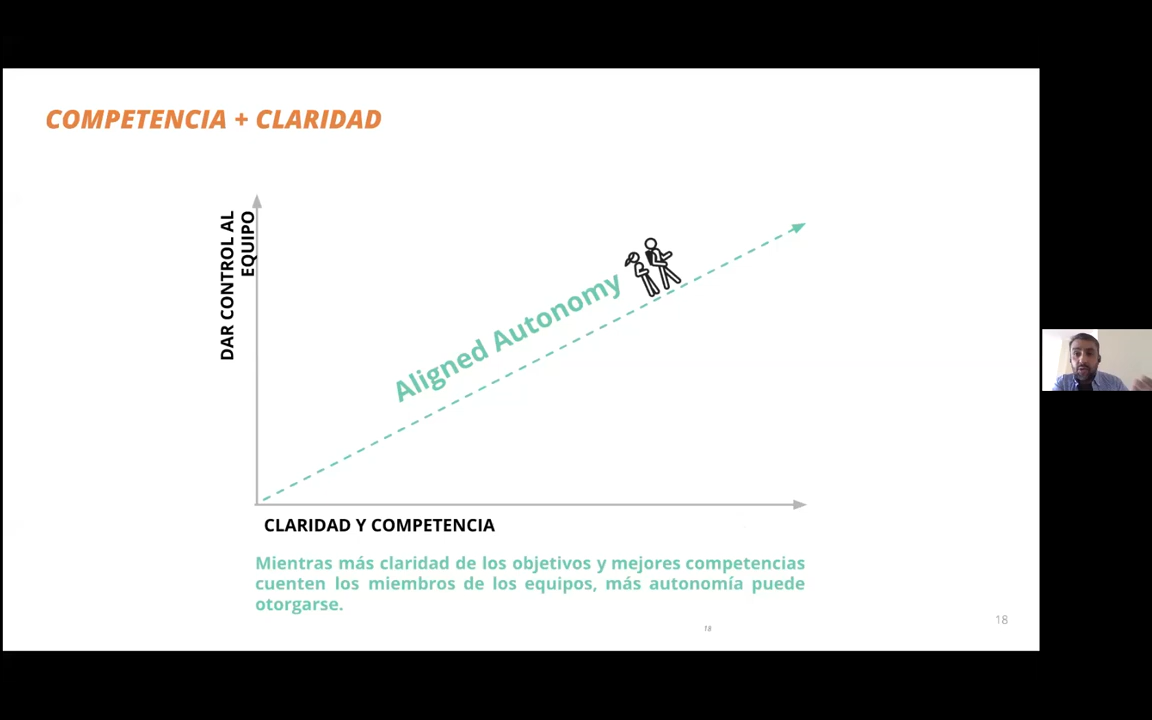 COMPETENCIA + CLARIDAD
DAR CONTROL AL
EQUIPO
Aligned Autonomy
CLARIDAD Y COMPETENCIA
Mientras más claridad de los objetivos y mejores competencias
cuenten los miembros de los equipos, más autonomía puede
otorgarse.
18
18